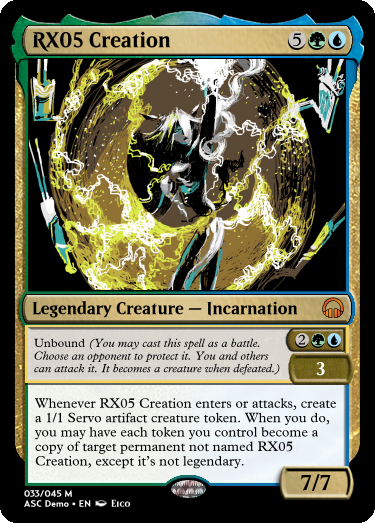 RX05 Creation 5
Legendary Creature — Incarnation
Unbound (You may cast this spell as a battle. 2
Choose an opponent to protect it. You and others
can attack it. It becomes a creature when defeated.) 3
Whenever RX05 Creation enters or attacks, create
a 1/1 Servo artifact creature token. When you do,
you may have each token you control become a
copy of target permanent not named RX05
Creation, except it's not legendary.
7/7
033/045 M
ASC Demo • EN Eico